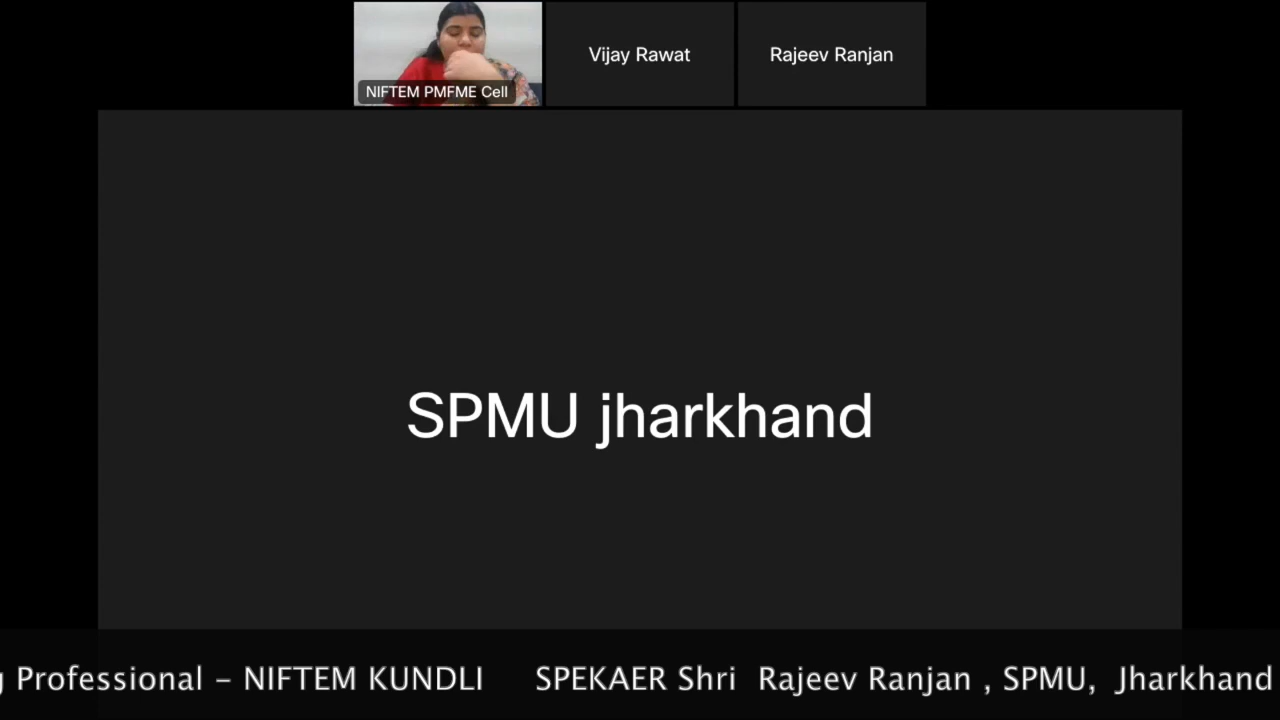 NIFTEM PMFME Cell
Vijay Rawat
Rajeev Ranjan
SPMU jharkhand
Professional - NIFTEM KUNDLI SPEKAER Shri Rajeev Ranjan , SPMU, Jharkhand